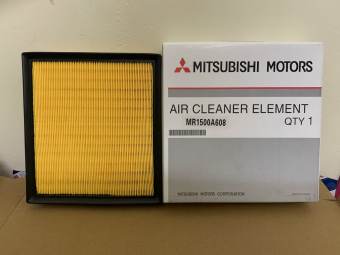 MITSUBISHI MOTORS
AIR CLEANER ELEMENT
MR1500A608
QTY 1
MITSUBISHI MOTORS CORPORATION